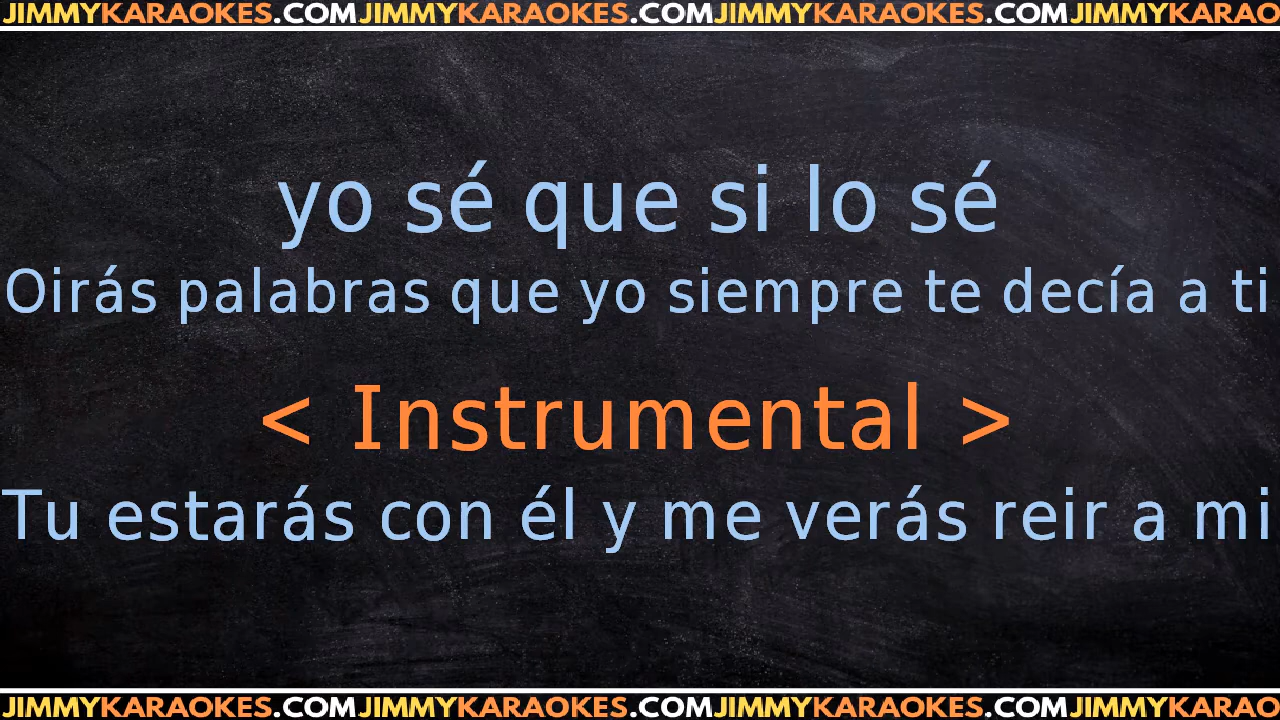 JIMMYKARAOKES.COMJIMMYKARAOKES.COMJIMMYKARAOKES.COMJIMMYKARAO
yo sé que si lo sé
Oirás palabras que yo siempre te decía a ti
< Instrumental >
Tu estarás con él y me verás reir a mi
JIMMYKARAOKES.COMJIMMYKARAOKES.COMJIMMYKARAOKES.COMJIMMYKARAO